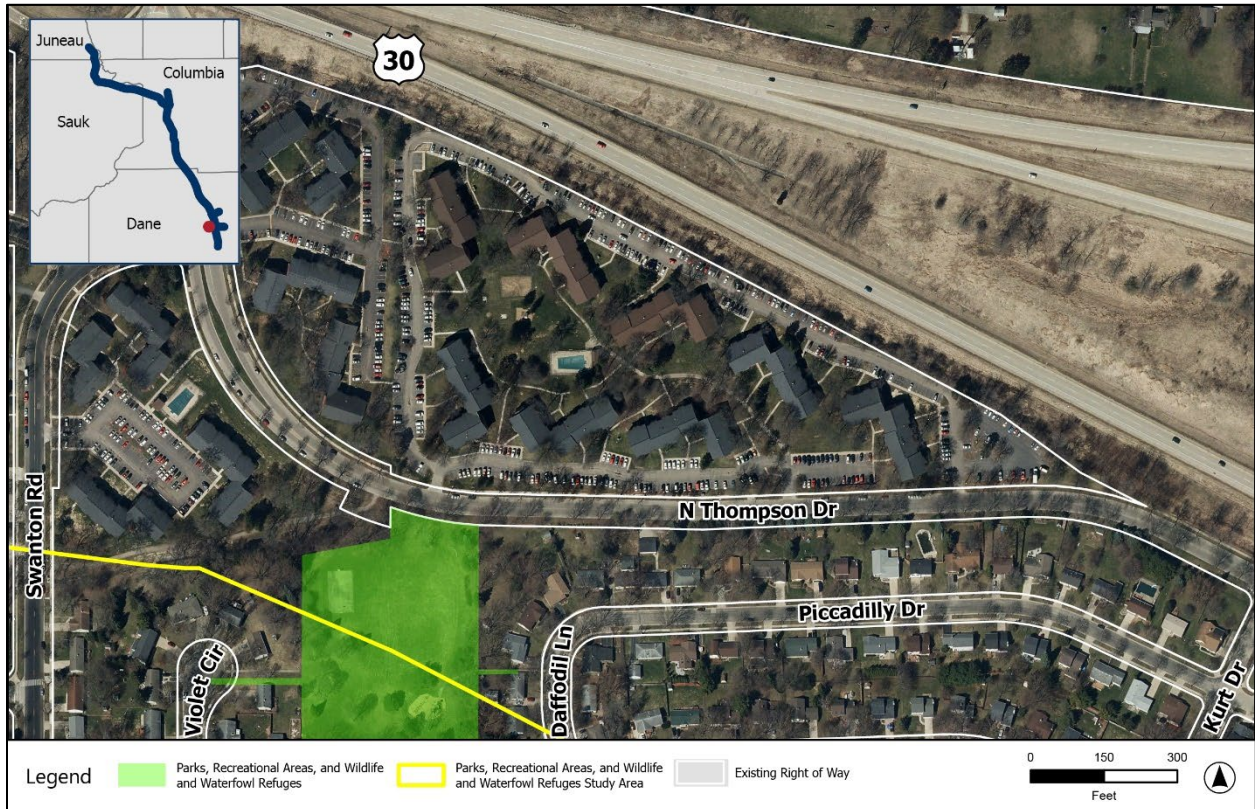 Juneau
Columbia
Sauk
Dane
30
Swanton Rd
N Thompson Dr
Piccadilly Dr
Violet Cir
Daffodill Ln
Kurt Dr
Legend
Parks, Recreational Areas, and Wildlife
and Waterfowl Refuges
Parks, Recreational Areas, and Wildlife
and Waterfowl Refuges Study Area
Existing Right of Way
0 150 300
Feet